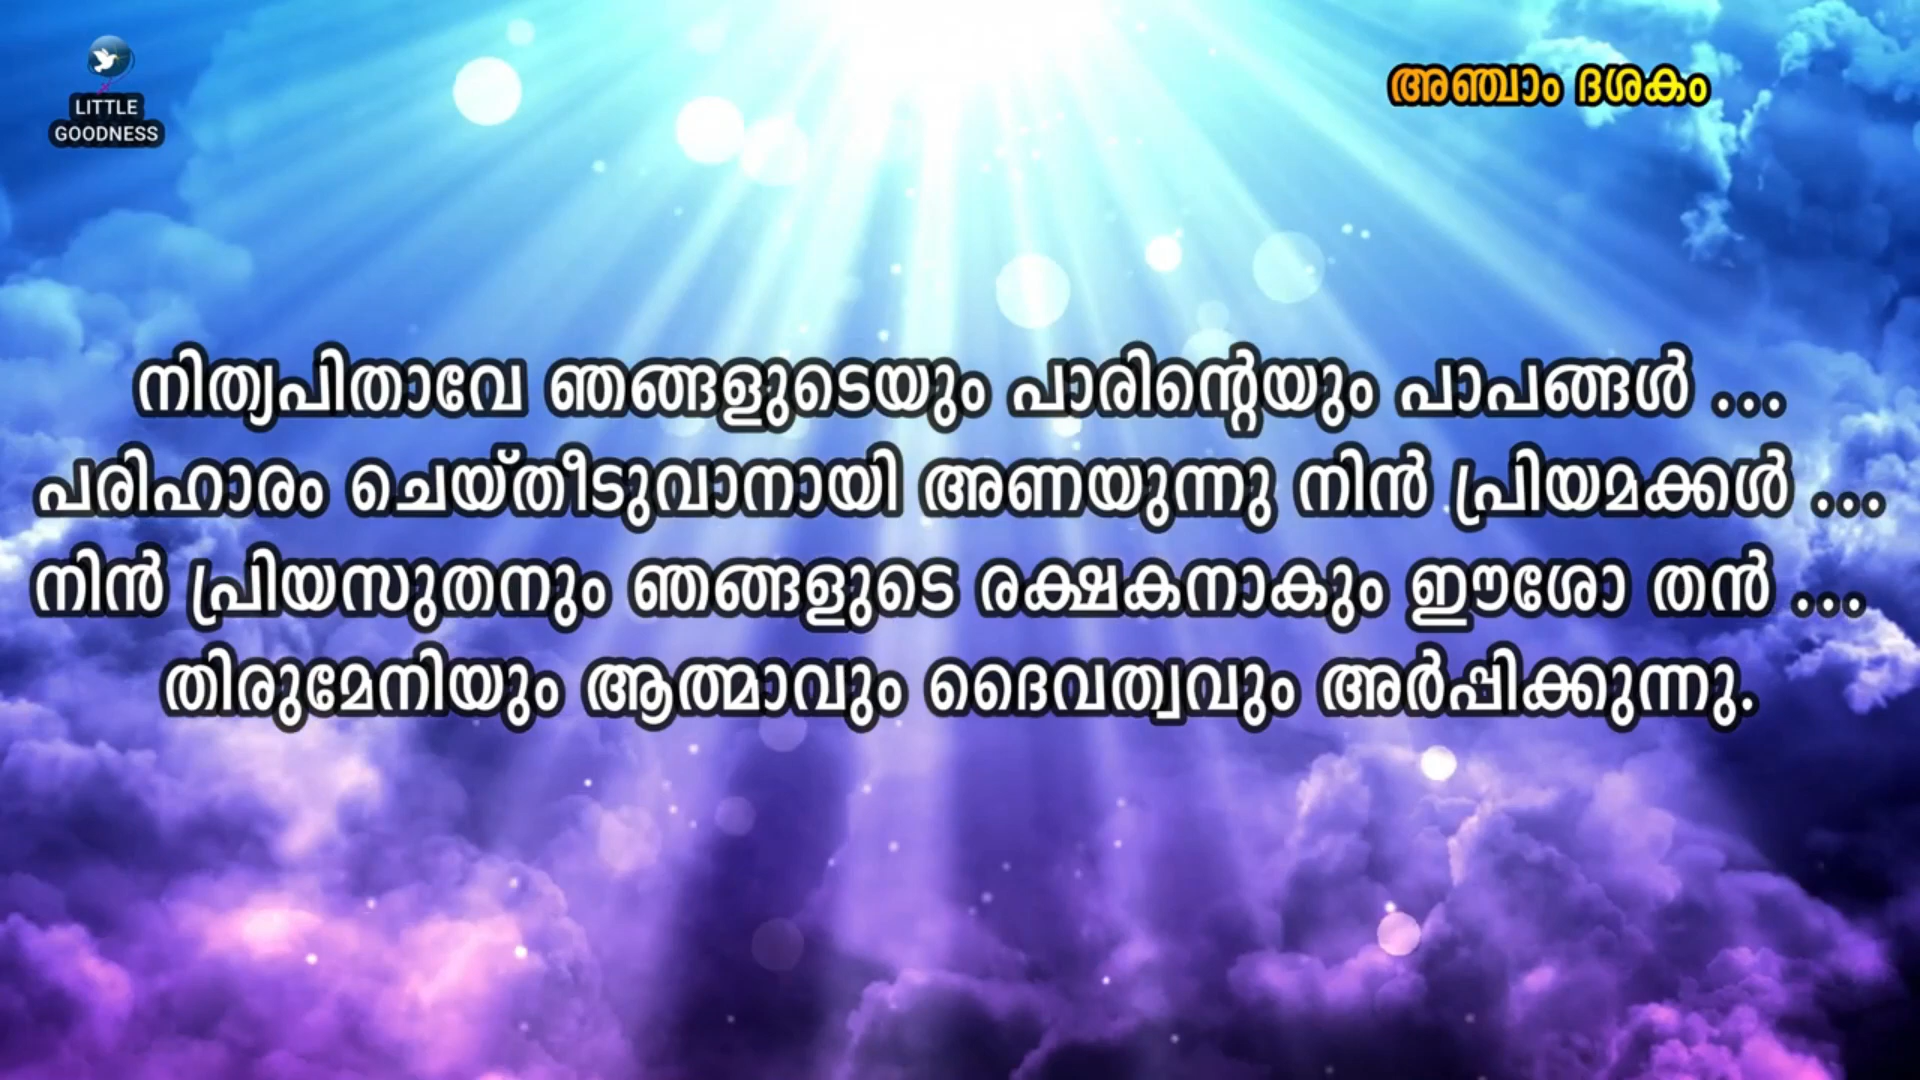 LITTLE
GOODNESS
അഞ്ചാം ദശകം
നിത്യപിതാവേ ഞങ്ങളുടെയും പാരിന്റെയും പാപങ്ങൾ ...
പരിഹാരം ചെയ്തീടുവാനായി അണയുന്നു നിൻ പ്രിയമക്കൾ ...
നിൻ പ്രിയസുതനും ഞങ്ങളുടെ രക്ഷകനാകും ഈശോ തൻ ...
തിരുമേനിയും ആത്മാവും ദൈവത്വവും അർപ്പിക്കുന്നു.